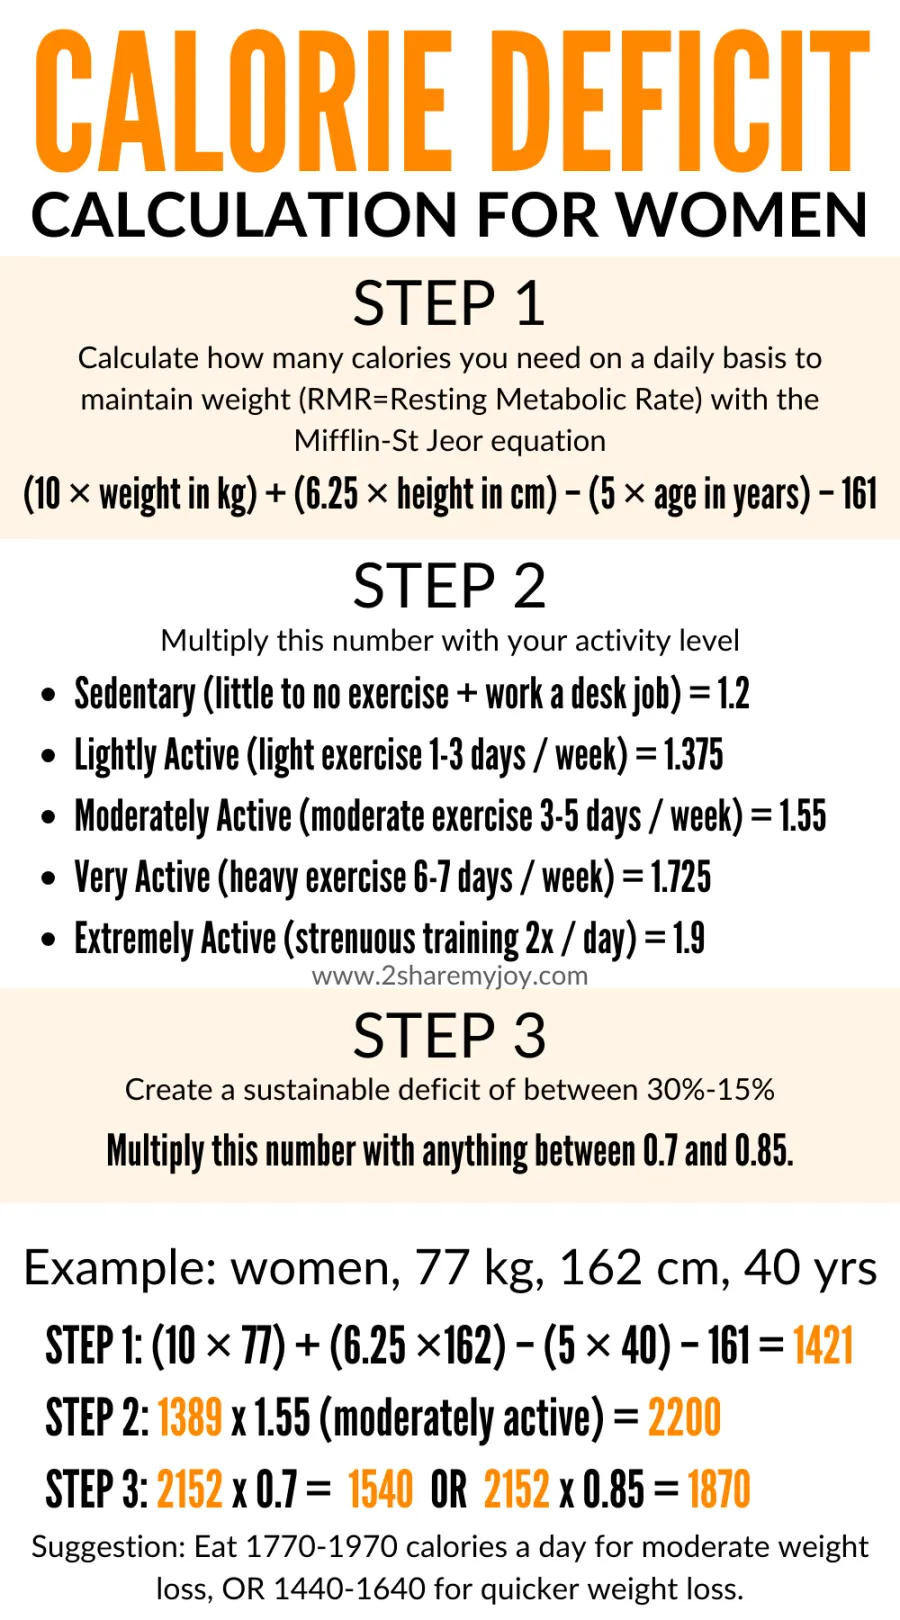 CALORIE DEFICIT
CALCULATION FOR WOMEN
STEP 1
Calculate how many calories you need on a daily basis to
maintain weight (RMR=Resting Metabolic Rate) with the
Mifflin-St Jeor equation
(10 × weight in kg) + (6.25 × height in cm) – (5 × age in years) – 161
STEP 2
Multiply this number with your activity level
• Sedentary (little to no exercise + work a desk job) = 1.2
• Lightly Active (light exercise 1-3 days / week) = 1.375
• Moderately Active (moderate exercise 3-5 days / week) = 1.55
• Very Active (heavy exercise 6-7 days / week) = 1.725
• Extremely Active (strenuous training 2x / day) = 1.9
www.2sharemyjoy.com
STEP 3
Create a sustainable deficit of between 30%-15%
Multiply this number with anything between 0.7 and 0.85.
Example: women, 77 kg, 162 cm, 40 yrs
STEP 1: (10 × 77) + (6.25 ×162) – (5 × 40) – 161 = 1421
STEP 2: 1389 x 1.55 (moderately active) = 2200
STEP 3: 2152 x 0.7 = 1540 OR 2152 x 0.85 = 1870
Suggestion: Eat 1770-1970 calories a day for moderate weight
loss, OR 1440-1640 for quicker weight loss.